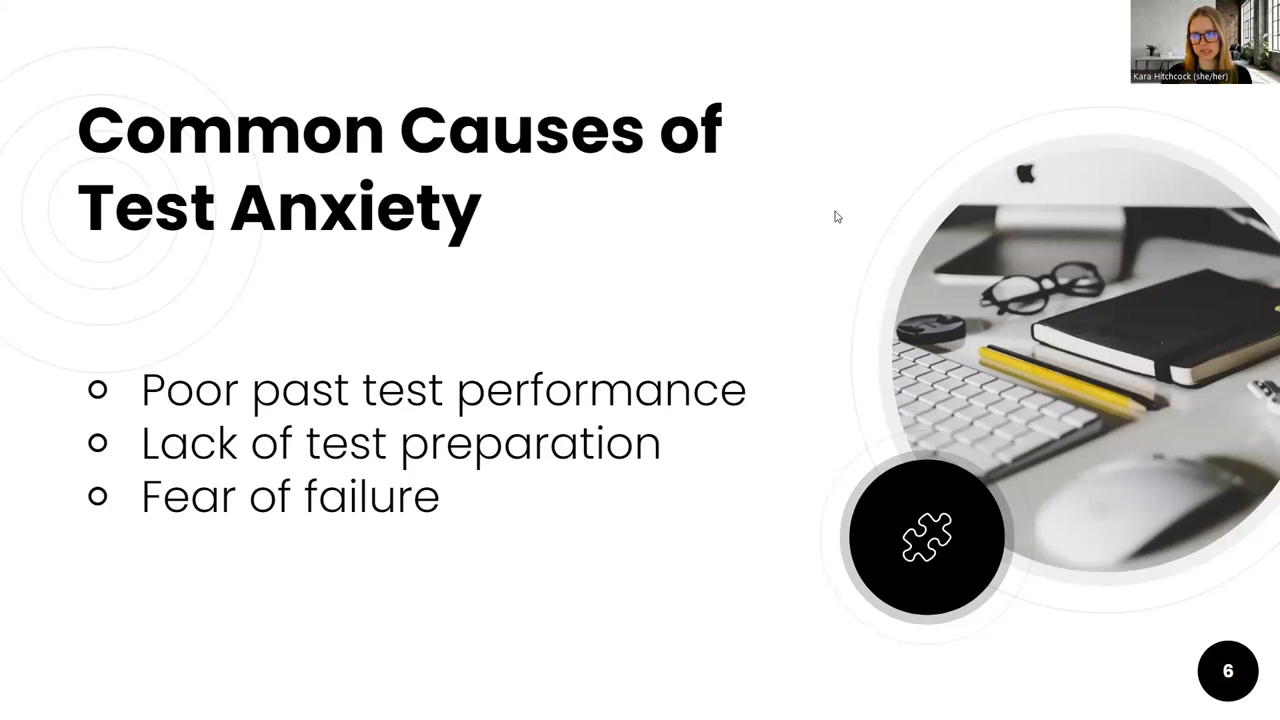 Kara Hitchcock (she/her)
Common Causes of
Test Anxiety
Poor past test performance
Lack of test preparation
Fear of failure
6